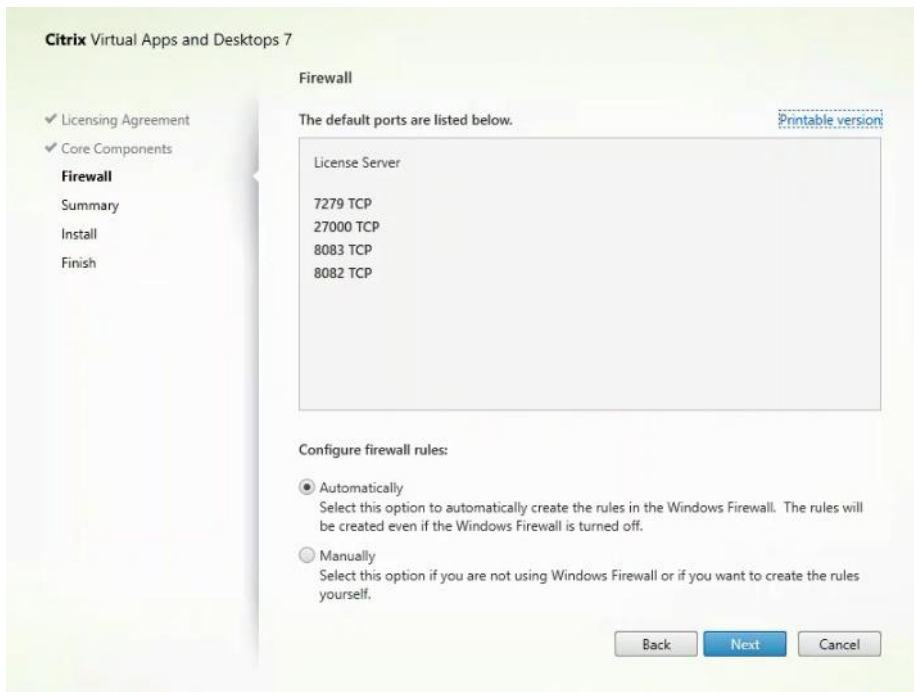 Citrix Virtual Apps and Desktops 7
Firewall
✔ Licensing Agreement
✔ Core Components
Firewall
Summary
Install
Finish
The default ports are listed below.
Printable version
License Server
7279 TCP
27000 TCP
8083 TCP
8082 TCP
Configure firewall rules:
Automatically
Select this option to automatically create the rules in the Windows Firewall. The rules will
be created even if the Windows Firewall is turned off.
Manually
Select this option if you are not using Windows Firewall or if you want to create the rules
yourself.
Back
Next
Cancel